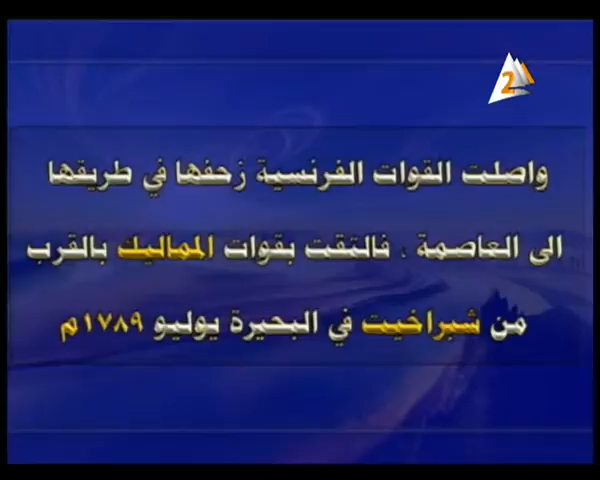 2
واصلت القوات الفرنسية زحفها في طريقها
الى العاصمة ، فالتقت بقوات المماليك بالقرب
من شبراخيت في البحيرة يوليو ١٧٨٩م